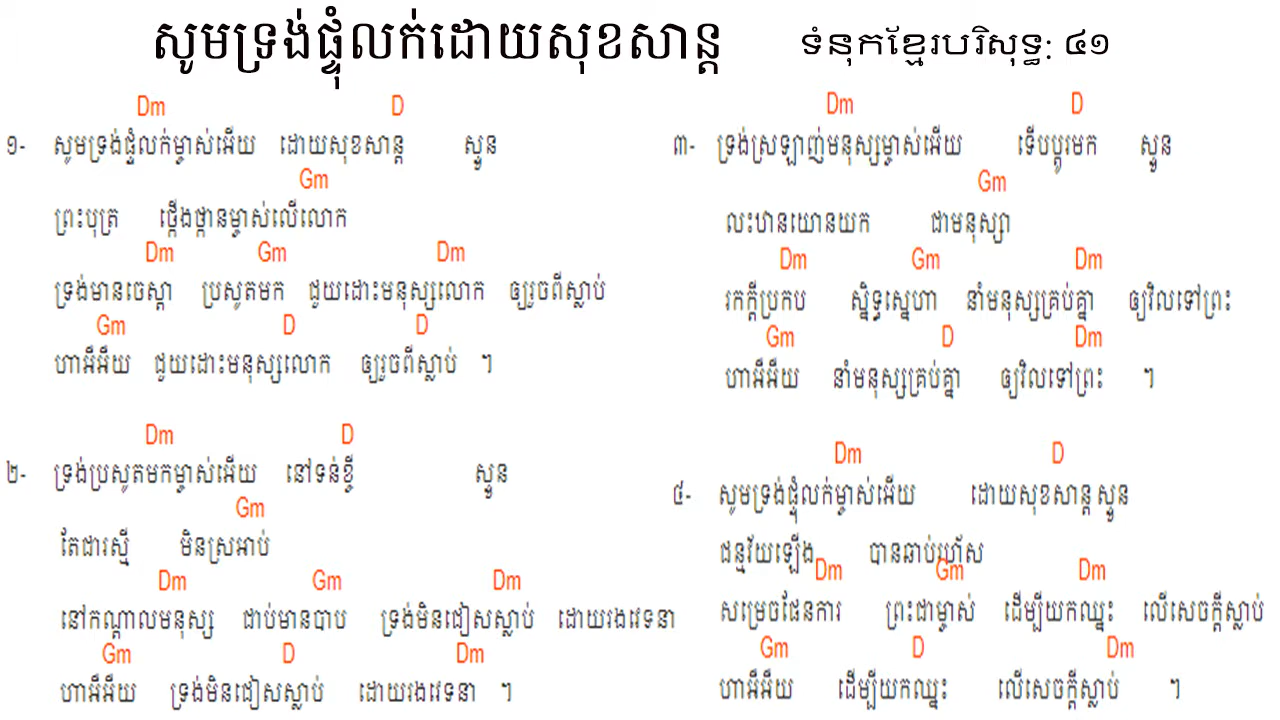 សូមទ្រង់ផ្ទុំលក់ដោយសុខសាន្ត ទំនុកខ្មែរបរិសុទ្ធ: ៤១
Dm D
១- សូមទ្រង់ផ្ទុំលក់ម្ចាស់អើយ ដោយសុខសាន្ត ស្ងួន
Gm
ព្រះបុត្រ ថ្កើងថ្កានម្ចាស់លើលោក
Dm Gm Dm
ទ្រង់មានចេស្តា ប្រសូតមក ជួយដោះមនុស្សលោក ឲ្យរួចពីស្លាប់
Gm D D
ហាអឺអឺយ ជួយដោះមនុស្សលោក ឲ្យរួចពីស្លាប់ ។
Dm D
២- ទ្រង់ប្រសូតមកម្ចាស់អើយ នៅទន់ខ្ចី ស្ងួន
Gm
តែជារស្មី មិនស្រអាប់
Dm Gm Dm
នៅកណ្តាលមនុស្ស ជាប់មានបាប ទ្រង់មិនជៀសស្លាប់ ដោយរងវេទនា
Gm D Dm
ហាអឺអឺយ ទ្រង់មិនជៀសស្លាប់ ដោយរងវេទនា ។
Dm D
៣- ទ្រង់ស្រឡាញ់មនុស្សម្ចាស់អើយ ទើបប្តូរមក ស្ងួន
Gm
លះឋានយោនយក ជាមនុស្សា
Dm Gm Dm
រកក្តីប្រកប ស្និទ្ធស្នេហា នាំមនុស្សគ្រប់គ្នា ឲ្យវិលទៅព្រះ
Gm D Dm
ហាអឺអឺយ នាំមនុស្សគ្រប់គ្នា ឲ្យវិលទៅព្រះ ។
Dm D
៤- សូមទ្រង់ផ្ទុំលក់ម្ចាស់អើយ ដោយសុខសាន្ត ស្ងួន
ជន្មវ័យឡើង បានឆាប់រហ័ស
Dm Gm Dm
សម្រេចផែនការ ព្រះជាម្ចាស់ ដើម្បីយកឈ្នះ លើសេចក្តីស្លាប់
Gm D Dm
ហាអឺអឺយ ដើម្បីយកឈ្នះ លើសេចក្តីស្លាប់ ។